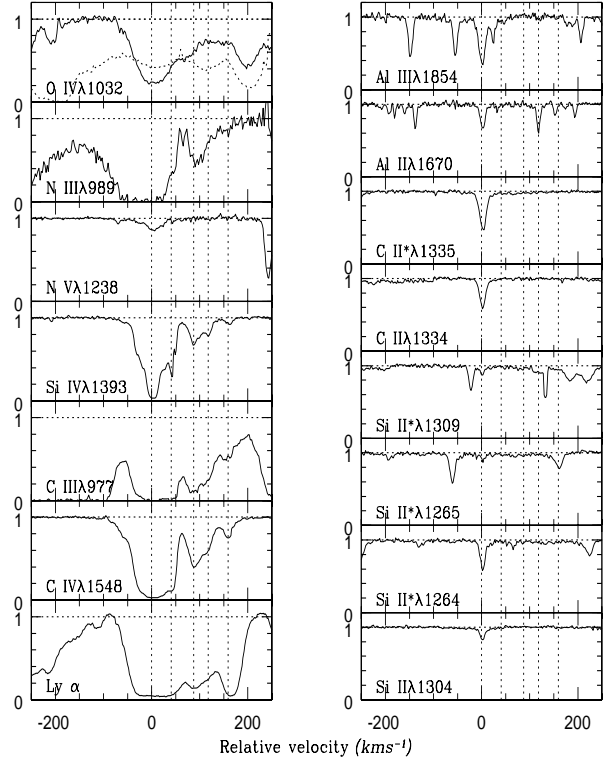 1
O IVλ1032
0
1
N IIIλ989
0
1
N Vλ1238
0
1
Si IVλ1393
0
1
C IIIλ977
0
1
C IVλ1548
0
1
Ly α
0
-200 0 200
1
Al IIIλ1854
0
1
Al IIλ1670
0
1
C II*λ1335
0
1
C IIλ1334
0
1
Si II*λ1309
0
1
Si II*λ1265
0
1
Si II*λ1264
0
1
Si IIλ1304
0
-200 0 200
Relative velocity (kms⁻¹)